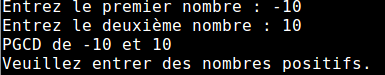 Entrez le premier nombre : -10
Entrez le deuxième nombre : 10
PGCD de -10 et 10
Veuillez entrer des nombres positifs.